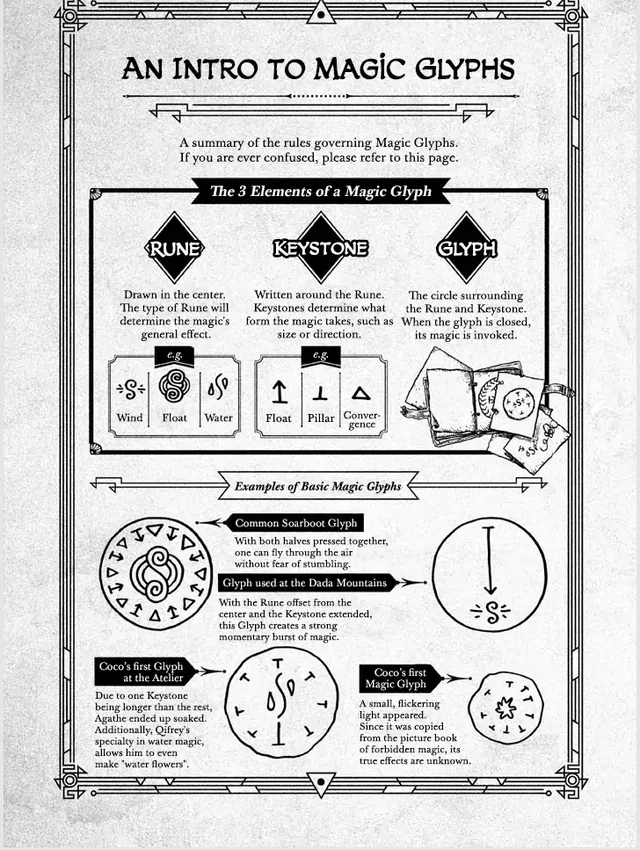 AN INTRO TO MAGIC GLYPHS
A summary of the rules governing Magic Glyphs.
If you are ever confused, please refer to this page.
The 3 Elements of a Magic Glyph
RUNE
Drawn in the center.
The type of Rune will
determine the magic's
general effect.
e.g.
Wind
Float
Water
KEYSTONE
Written around the Rune.
Keystones determine what
form the magic takes, such as
size or direction.
e.g.
Float
Pillar
Conver-
gence
GLYPH
The circle surrounding
the Rune and Keystone.
When the glyph is closed,
its magic is invoked.
Examples of Basic Magic Glyphs
Common Soarboot Glyph
With both halves pressed together,
one can fly through the air
without fear of stumbling.
Glyph used at the Dada Mountains
With the Rune offset from the
center and the Keystone extended,
this Glyph creates a strong
momentary burst of magic.
Coco's first Glyph
at the Atelier
Due to one Keystone
being longer than the rest,
Agathe ended up soaked.
Additionally, Qifrey's
specialty in water magic,
allows him to even
make "water flowers".
Coco's first
Magic Glyph
A small, flickering
light appeared.
Since it was copied
from the picture book
of forbidden magic, its
true effects are unknown.